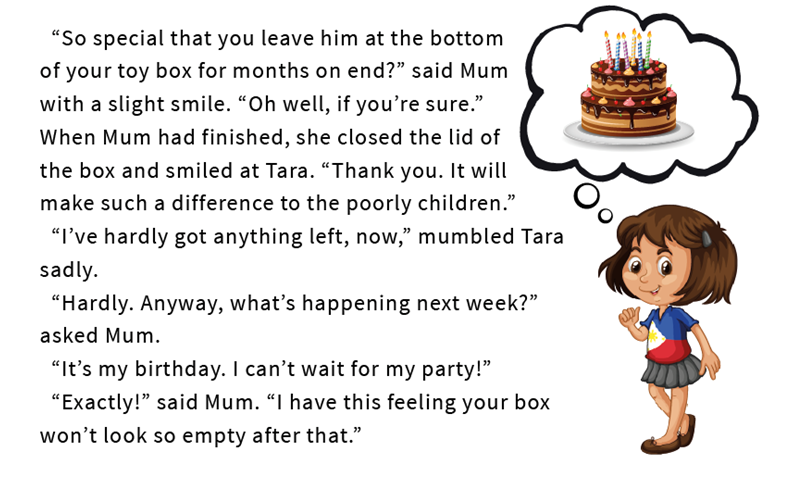 “So special that you leave him at the bottom
of your toy box for months on end?” said Mum
with a slight smile. “Oh well, if you’re sure.”
When Mum had finished, she closed the lid of
the box and smiled at Tara. “Thank you. It will
make such a difference to the poorly children.”
“I’ve hardly got anything left, now,” mumbled Tara
sadly.
“Hardly. Anyway, what’s happening next week?”
asked Mum.
“It’s my birthday. I can’t wait for my party!”
“Exactly!” said Mum. “I have this feeling your box
won’t look so empty after that.”